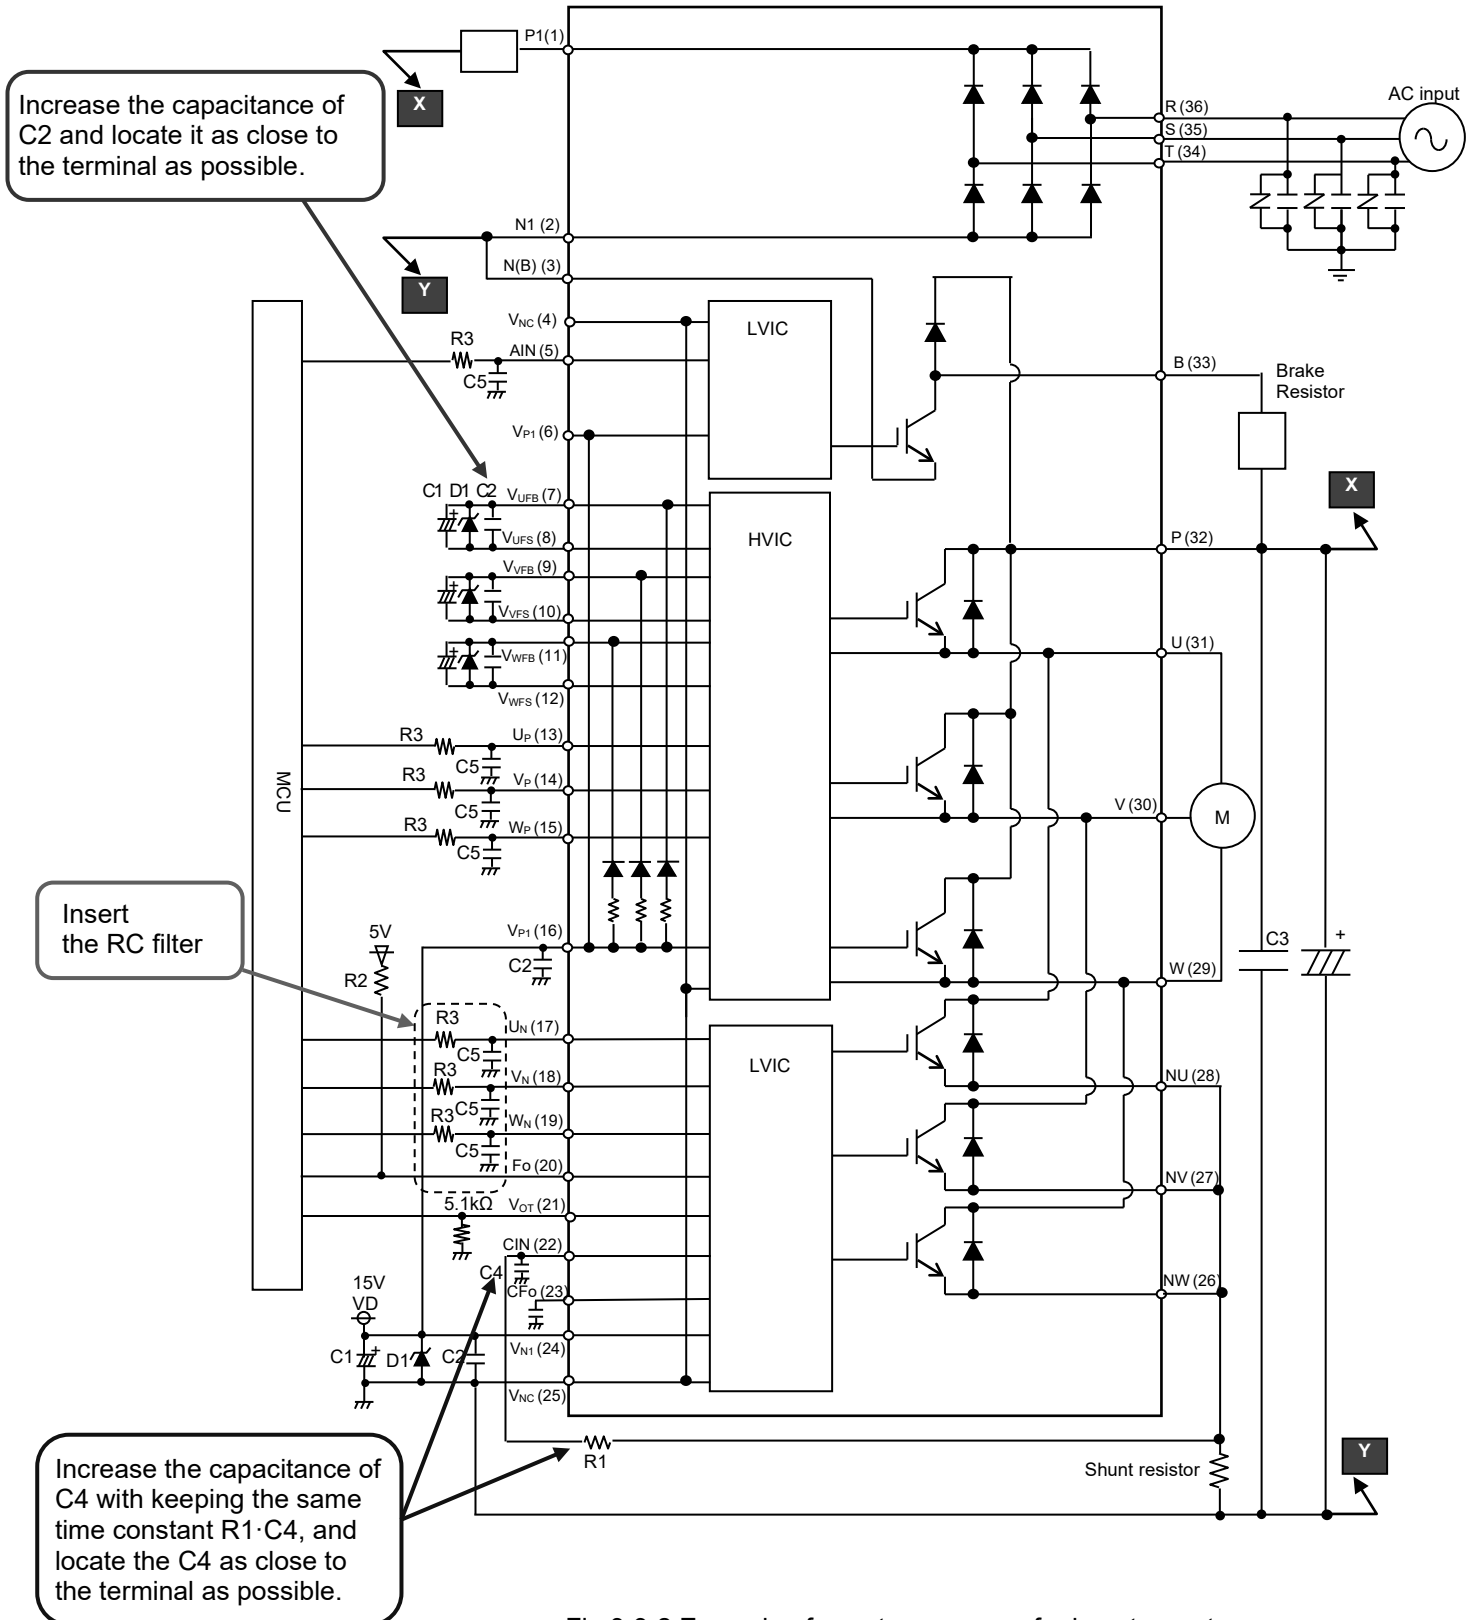 P1(1)
X
Increase the capacitance of
C2 and locate it as close to
the terminal as possible.
AC input
R (36)
S (35)
T (34)
N1 (2)
Y
N(B) (3)
VNC (4)
LVIC
R3
AIN (5)
C5
B (33)
Brake
Resistor
VP1 (6)
C1 D1 C2
VUFB (7)
+
VUFS (8)
HVIC
X
P (32)
VVFB (9)
+
VVFS (10)
U (31)
+
VWFB (11)
VWFS (12)
MCU
R3
UP (13)
C5
R3
VP (14)
C5
R3
WP (15)
C5
V (30)
M
Insert
the RC filter
5V
R2
VP1 (16)
C2
C3
+
W (29)
R3
UN (17)
C5
LVIC
R3
VN (18)
C5
NU (28)
R3
WN (19)
C5
Fo (20)
NV (27)
5.1kΩ
VOT (21)
CIN (22)
C4
CFo (23)
NW (26)
15V
VD
C1
+
D1
C2
VN1 (24)
VNC (25)
R1
Shunt resistor
Y
Increase the capacitance of
C4 with keeping the same
time constant R1·C4, and
locate the C4 as close to
the terminal as possible.